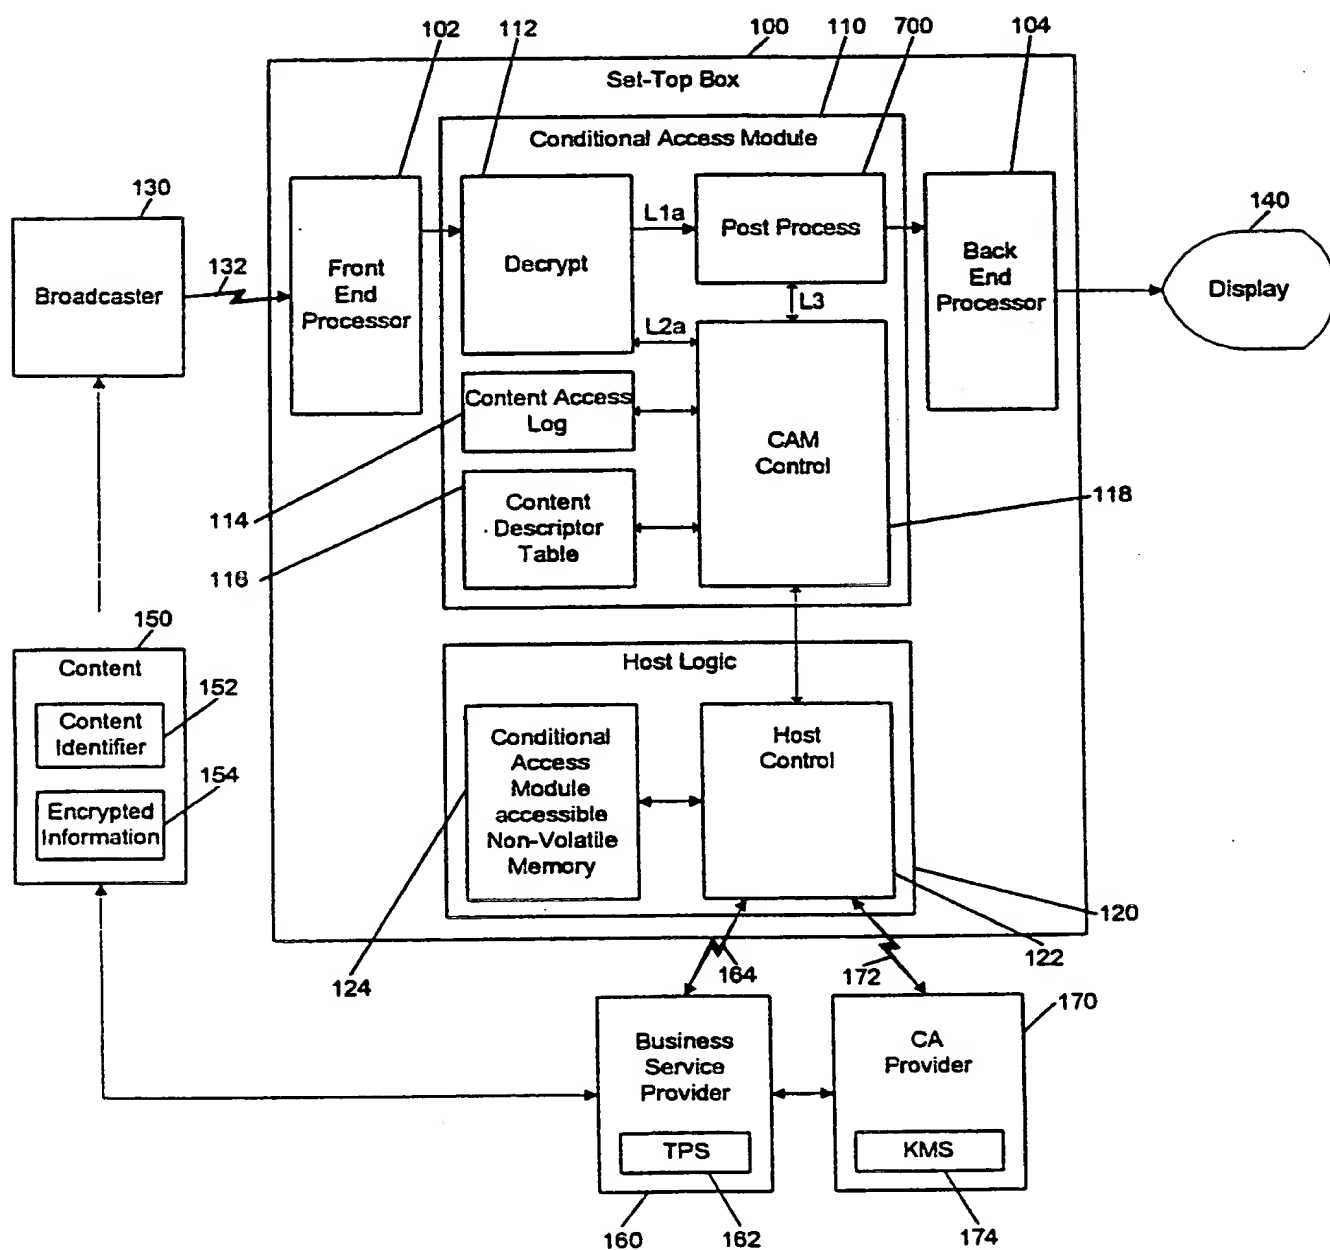 102
112
100
110
700
104
Set-Top Box
Conditional Access Module
130
Broadcaster
132
Front
End
Processor
Decrypt
L1a
Post Process
L3
L2a
Back
End
Processor
140
Display
Content Access
Log
CAM
Control
Content
Descriptor
Table
114
116
118
150
Content
152
Content
Identifier
154
Encrypted
Information
Host Logic
Conditional
Access
Module
accessible
Non-Volatile
Memory
Host
Control
120
122
124
164
172
170
Business
Service
Provider
TPS
CA
Provider
KMS
160
162
174